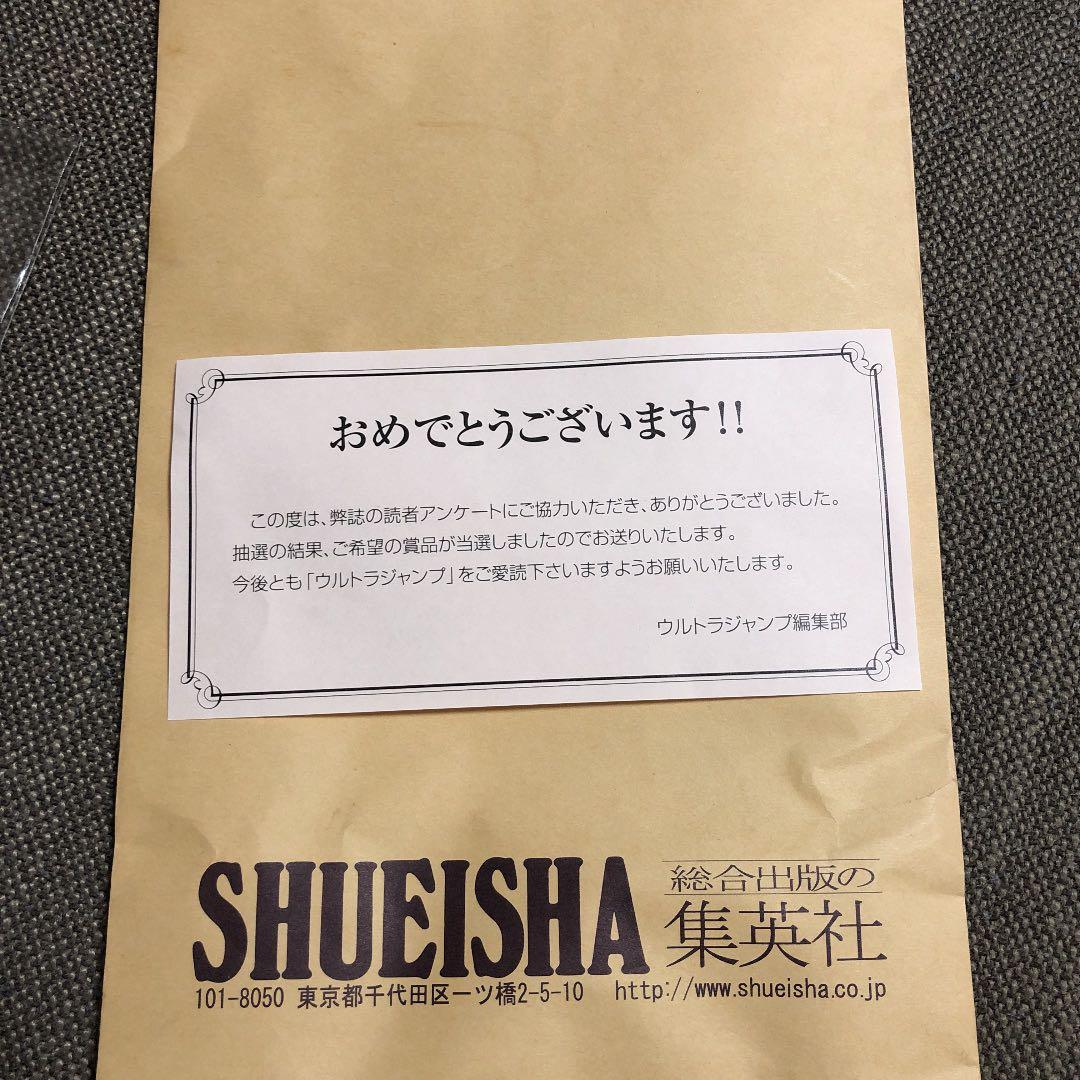 おめでとうございます!!
この度は、弊誌の読者アンケートにご協力いただき、ありがとうございました。
抽選の結果、ご希望の賞品が当選しましたのでお送りいたします。
今後とも「ウルトラジャンプ」をご愛読下さいますようお願いいたします。
ウルトラジャンプ編集部
SHUEISHA
総合出版の
集英社
101-8050 東京都千代田区一ツ橋2-5-10 http://www.shueisha.co.jp